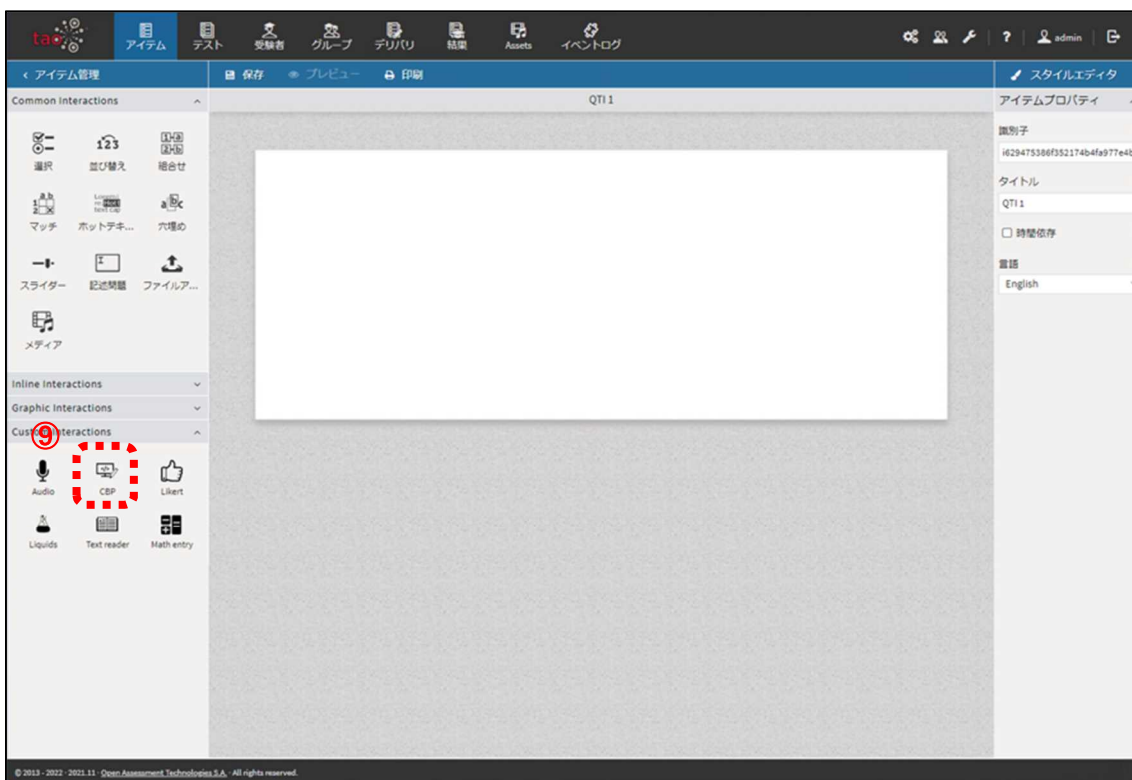 tao
アイテム
テスト
受験者
グループ
デリバリ
結果
Assets
イベントログ
?
admin
アイテム管理
保存
プレビュー
印刷
スタイルエディタ
Common Interactions
QTI 1
アイテムプロパティ
選択
並び替え
組合せ
マッチ
ホットテキ...
穴埋め
スライダー
記述問題
ファイルア...
メディア
Inline Interactions
Graphic Interactions
Custom Interactions
⑨
Audio
CBP
Likert
Liquids
Text reader
Math entry
識別子
i629475386f352174b4fa977e4b
タイトル
QTI 1
時間依存
言語
English
© 2013 - 2022 · 2021.11 · Open Assessment Technologies S.A. · All rights reserved.